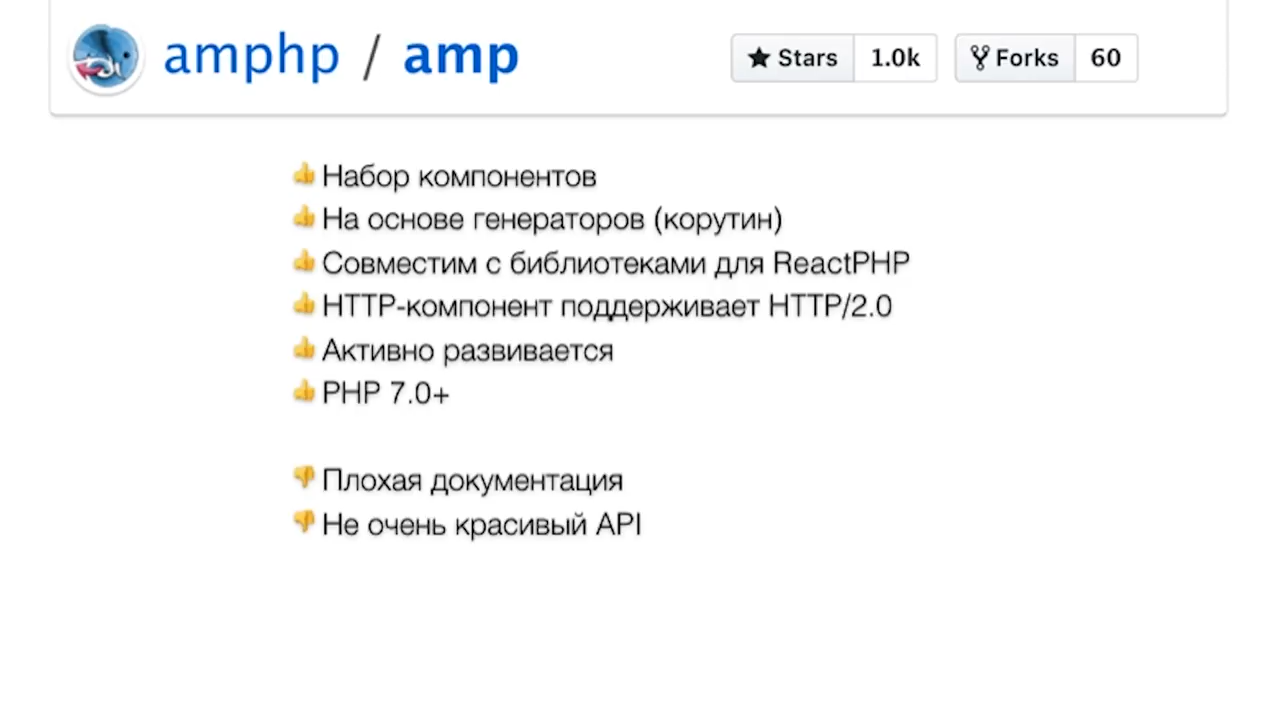 amphp / amp
Stars 1.0k Forks 60
👍 Набор компонентов
👍 На основе генераторов (корутин)
👍 Совместим с библиотеками для ReactPHP
👍 HTTP-компонент поддерживает HTTP/2.0
👍 Активно развивается
👍 PHP 7.0+
👎 Плохая документация
👎 Не очень красивый API